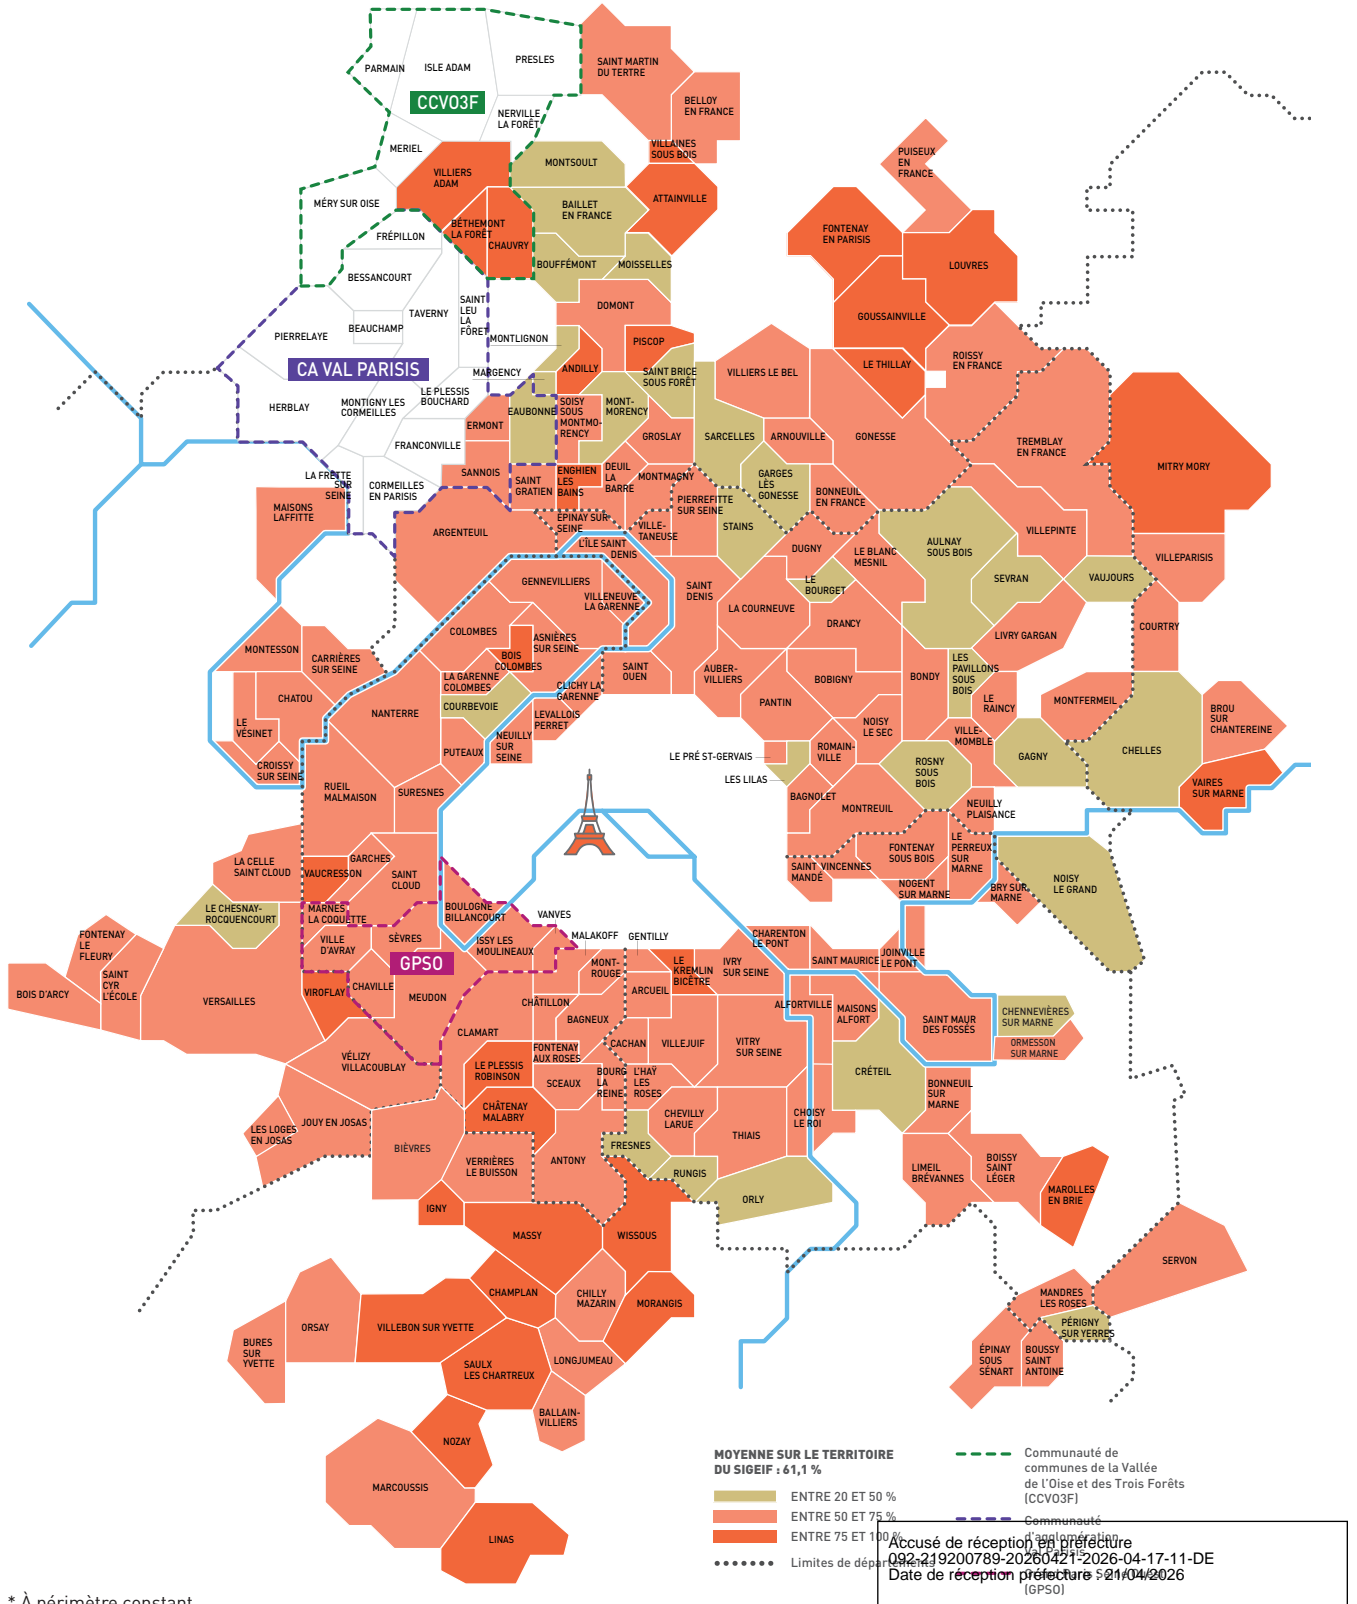 PARMAIN
ISLE ADAM
PRESLES
CCVO3F
NERVILLE
LA FORÊT
MERIEL
SAINT MARTIN
DU TERTRE
BELLOY
EN FRANCE
VILLAINES
SOUS BOIS
MONTSOULT
VILLIERS
ADAM
ATTAINVILLE
MÉRY SUR OISE
BAILLET
EN FRANCE
BÉTHEMONT
LA FORÊT
CHAUVRY
FRÉPILLON
BOUFFÉMONT
MOISSELLES
PUISEUX
EN
FRANCE
FONTENAY
EN PARISIS
LOUVRES
BESSANCOURT
SAINT
LEU
LA
FÔRET
TAVERNY
DOMONT
GOUSSAINVILLE
PIERRELAYE
BEAUCHAMP
MONTLIGNON
PISCOP
ROISSY
EN FRANCE
LE THILLAY
CA VAL PARISIS
MARGENCY
ANDILLY
SAINT BRICE
SOUS FORÊT
VILLIERS LE BEL
LE PLESSIS
BOUCHARD
HERBLAY
MONTIGNY LES
CORMEILLES
EAUBONNE
SOISY
SOUS
MONTMO-
RENCY
MONT-
MORENCY
ERMONT
GROSLAY
SARCELLES
ARNOUVILLE
GONESSE
TREMBLAY
EN FRANCE
MITRY MORY
FRANCONVILLE
SANNOIS
LA FRETTE
SUR
SEINE
CORMEILLES
EN PARISIS
SAINT
GRATIEN
ENGHIEN
LES
BAINS
DEUIL
LA
BARRE
MONTMAGNY
GARGES
LÈS
GONESSE
BONNEUIL
EN FRANCE
PIERREFITTE
SUR SEINE
MAISONS
LAFFITTE
ARGENTEUIL
ÉPINAY SUR
SEINE
VILLE-
TANEUSE
STAINS
VILLEPINTE
VILLEPARISIS
L'ÎLE SAINT
DENIS
DUGNY
LE BLANC
MESNIL
AULNAY
SOUS BOIS
GENNEVILLIERS
VILLENEUVE
LA GARENNE
SAINT
DENIS
LE
BOURGET
SEVRAN
VAUJOURS
LA COURNEUVE
DRANCY
LIVRY GARGAN
COURTRY
COLOMBES
ASNIÈRES
SUR SEINE
MONTESSON
CARRIÈRES
SUR SEINE
BOIS
COLOMBES
SAINT
OUEN
AUBER-
VILLIERS
BOBIGNY
BONDY
LES
PAVILLONS
SOUS
BOIS
LA GARENNE
COLOMBES
CLICHY LA
GARENNE
CHATOU
NANTERRE
COURBEVOIE
LEVALLOIS
PERRET
PANTIN
LE
RAINCY
MONTFERMEIL
BROU
SUR
CHANTEREINE
LE
VÉSINET
NEUILLY
SUR
SEINE
PUTEAUX
NOISY
LE SEC
VILLE-
MOMBLE
CHELLES
ROMAIN-
VILLE
LE PRÉ ST-GERVAIS
CROISSY
SUR SEINE
ROSNY
SOUS
BOIS
GAGNY
LES LILAS
VAIRES
SUR MARNE
RUEIL
MALMAISON
SURESNES
BAGNOLET
MONTREUIL
NEUILLY
PLAISANCE
LA CELLE
SAINT CLOUD
GARCHES
VAUCRESSON
SAINT
CLOUD
SAINT
MANDÉ
VINCENNES
FONTENAY
SOUS BOIS
LE
PERREUX
SUR
MARNE
NOGENT
SUR MARNE
BRY SUR
MARNE
NOISY
LE GRAND
LE CHESNAY-
ROCQUENCOURT
MARNES
LA COQUETTE
BOULOGNE
BILLANCOURT
VANVES
MALAKOFF
GENTILLY
CHARENTON
LE PONT
FONTENAY
LE
FLEURY
VILLE
D'AVRAY
SÈVRES
ISSY LES
MOULINEAUX
GPSO
MONT-
ROUGE
LE
KREMLIN
BICÊTRE
IVRY
SUR SEINE
SAINT MAURICE
JOINVILLE
LE PONT
BOIS D'ARCY
SAINT
CYR
L'ÉCOLE
VERSAILLES
VIROFLAY
CHAVILLE
MEUDON
CHÂTILLON
ARCUEIL
ALFORTVILLE
MAISONS
ALFORT
SAINT MAUR
DES FOSSÉS
CHENNEVIÈRES
SUR MARNE
CLAMART
BAGNEUX
VÉLIZY
VILLACOUBLAY
FONTENAY
AUX ROSES
CACHAN
VILLEJUIF
VITRY
SUR SEINE
ORMESSON
SUR MARNE
LE PLESSIS
ROBINSON
SCEAUX
BOURG
LA
REINE
L'HAŸ
LES
ROSES
CRÉTEIL
BONNEUIL
SUR
MARNE
LES LOGES
EN JOSAS
JOUY EN JOSAS
CHÂTENAY
MALABRY
CHEVILLY
LARUE
THIAIS
CHOISY
LE ROI
BIÈVRES
VERRIÈRES
LE BUISSON
ANTONY
FRESNES
RUNGIS
ORLY
LIMEIL
BRÉVANNES
BOISSY
SAINT
LÉGER
MAROLLES
EN BRIE
IGNY
MASSY
WISSOUS
SERVON
CHAMPLAN
CHILLY
MAZARIN
MORANGIS
MANDRES
LES ROSES
ORSAY
VILLEBON SUR YVETTE
PÉRIGNY
SUR YERRES
BURES
SUR
YVETTE
SAULX
LES CHARTREUX
LONGJUMEAU
ÉPINAY
SOUS
SÉNART
BOUSSY
SAINT
ANTOINE
BALLAIN-
VILLIERS
NOZAY
MARCOUSSIS
LINAS
MOYENNE SUR LE TERRITOIRE
DU SIGEIF : 61,1 %
ENTRE 20 ET 50 %
ENTRE 50 ET 75 %
ENTRE 75 ET 100 %
Limites de départements
Communauté de
communes de la Vallée
de l'Oise et des Trois Forêts
(CCVO3F)
Communauté
d'agglomération
Val Parisis
Grand Paris Seine Ouest
(GPSO)
Accusé de réception en préfecture
092-219200789-20260421-2026-04-17-11-DE
Date de réception préfecture : 21/04/2026
* À périmètre constant